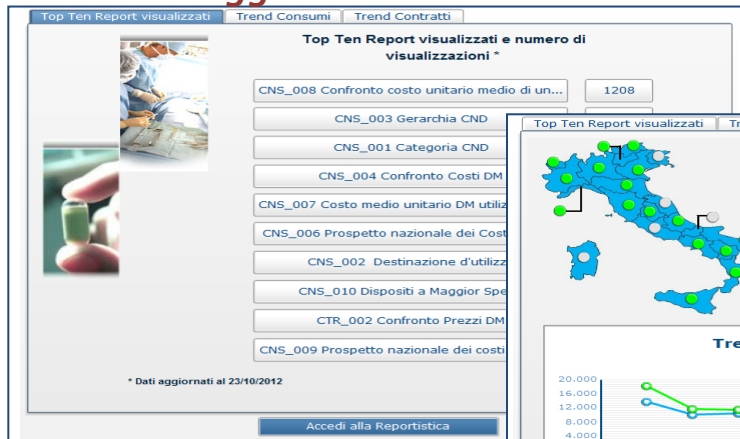 Top Ten Report visualizzati Trend Consumi Trend Contratti
Top Ten Report visualizzati e numero di
visualizzazioni *
CNS_008 Confronto costo unitario medio di un... 1208
CNS_003 Gerarchia CND
CNS_001 Categoria CND
CNS_004 Confronto Costi DM
CNS_007 Costo medio unitario DM utiliz
CNS_006 Prospetto nazionale dei Cost
CNS_002 Destinazione d'utilizz
CNS_010 Dispositi a Maggior Spe
CTR_002 Confronto Prezzi DM
CNS_009 Prospetto nazionale dei costi
* Dati aggiornati al 23/10/2012
Accedi alla Reportistica
Top Ten Report visualizzati Tr
Tre
20.000
16.000
12.000
8.000
4.000